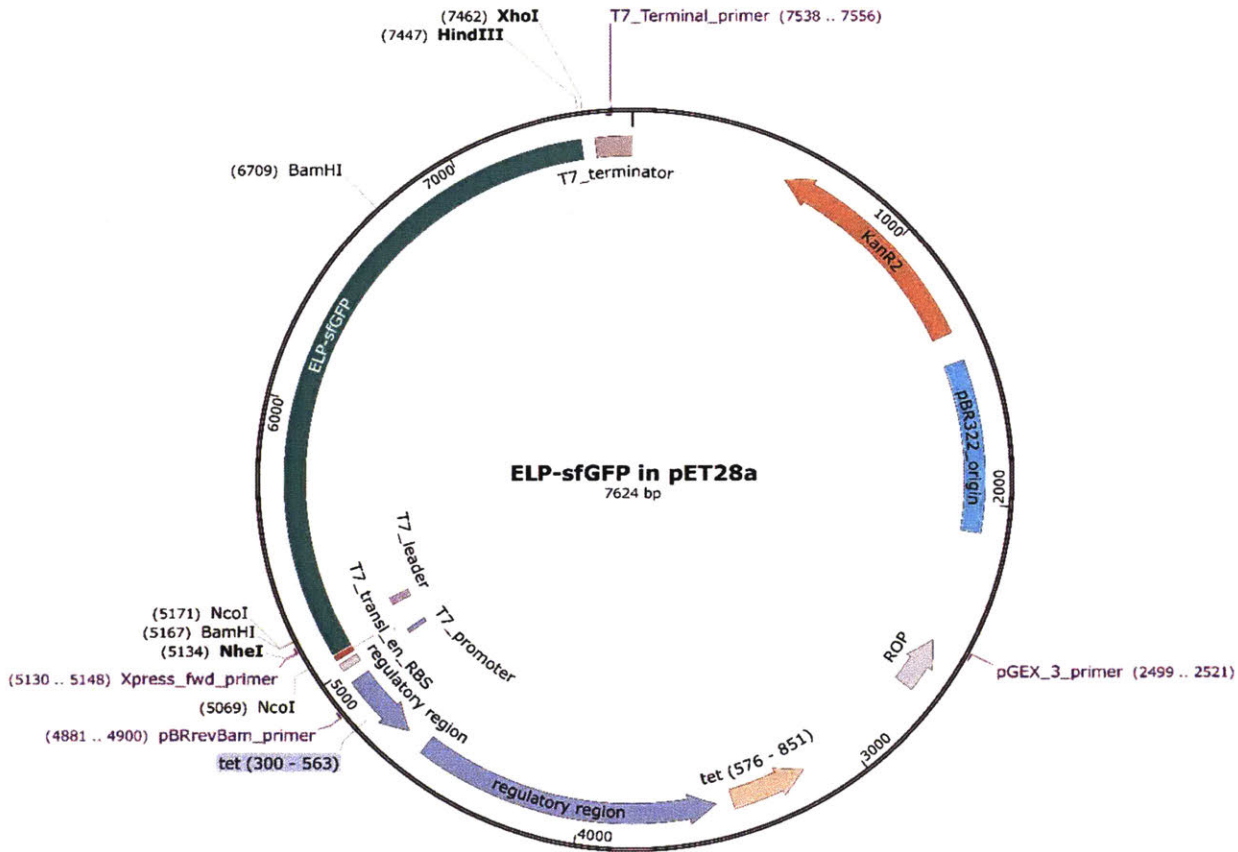 (7462) XhoI
T7_Terminal_primer (7538 .. 7556)
(7447) HindIII
(6709) BamHI
7000
T7_terminator
1000
KanR2
ELP-sfGFP
6000
pBR322_origin
2000
ELP-sfGFP in pET28a
7624 bp
T7_leader
T7_transl_en_RBS
T7_promoter
(5171) NcoI
(5167) BamHI
(5134) NheI
(5130 .. 5148) Xpress_fwd_primer
5000
regulatory region
ROP
pGEX_3_primer (2499 .. 2521)
(5069) NcoI
(4881 .. 4900) pBRrevBam_primer
tet (300 - 563)
tet (576 - 851)
3000
regulatory region
4000